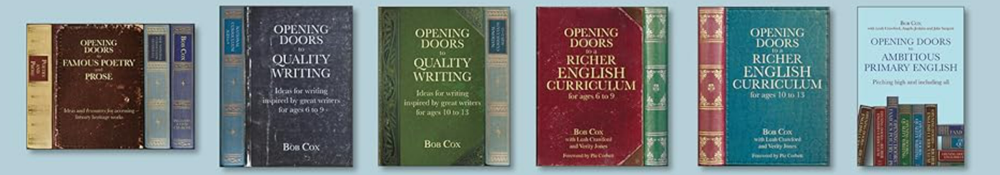 POETRY
AND
PROSE
OPENING
DOORS
to
FAMOUS POETRY
and
PROSE
Ideas and resources for accessing
literary heritage works
BOB COX
OPENING
DOORS
to
QUALITY
WRITING
Ideas for writing
inspired by great writers
for ages 6 to 9
BOB COX
OPENING
DOORS
to
QUALITY
WRITING
Ideas for writing
inspired by great writers
for ages 10 to 13
BOB COX
OPENING
DOORS
to a
RICHER
ENGLISH
CURRICULUM
for ages 6 to 9
BOB COX
with Leah Crawford
and Verity Jones
Foreword by Pie Corbett
OPENING
DOORS
to a
RICHER
ENGLISH
CURRICULUM
for ages 10 to 13
BOB COX
with Leah Crawford
and Verity Jones
Foreword by Pie Corbett
BOB COX
with Leah Crawford, Angela Jenkins and Julie Sargent
OPENING DOORS
to
AMBITIOUS
PRIMARY ENGLISH
Pitching high and including all